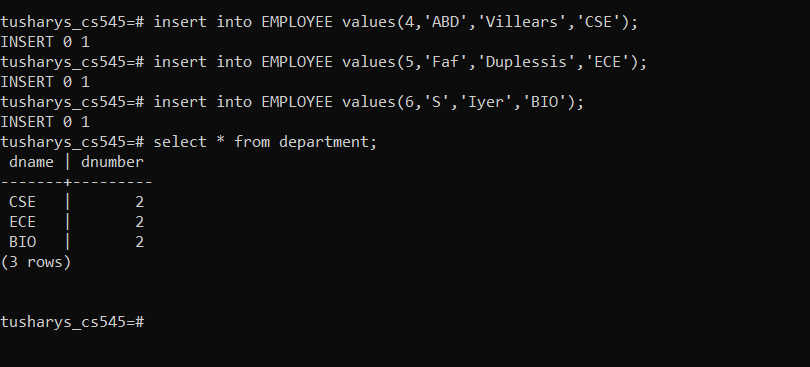 tusharys_cs545=# insert into EMPLOYEE values(4,'ABD','Villears','CSE');
INSERT 0 1
tusharys_cs545=# insert into EMPLOYEE values(5,'Faf','Duplessis','ECE');
INSERT 0 1
tusharys_cs545=# insert into EMPLOYEE values(6,'S','Iyer','BIO');
INSERT 0 1
tusharys_cs545=# select * from department;
 dname | dnumber
-------+---------
 CSE   |       2
 ECE   |       2
 BIO   |       2
(3 rows)
tusharys_cs545=#